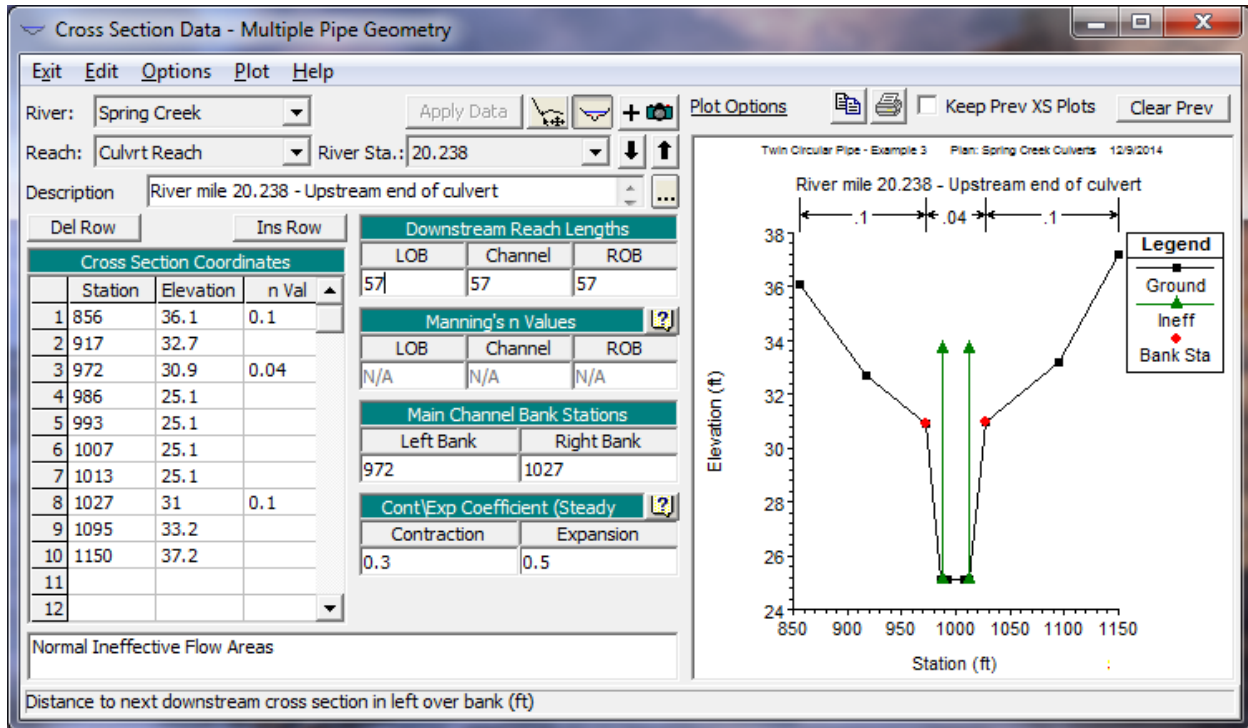 Cross Section Data - Multiple Pipe Geometry
Exit Edit Options Plot Help
River: Spring Creek Apply Data + Plot Options Keep Prev XS Plots Clear Prev
Reach: Culvrt Reach River Sta.: 20.238
Description River mile 20.238 - Upstream end of culvert ...
Del Row Ins Row
Cross Section Coordinates
Station Elevation n Val
1 856 36.1 0.1
2 917 32.7
3 972 30.9 0.04
4 986 25.1
5 993 25.1
6 1007 25.1
7 1013 25.1
8 1027 31 0.1
9 1095 33.2
10 1150 37.2
11
12
Downstream Reach Lengths
LOB Channel ROB
57 57 57
Manning's n Values
LOB Channel ROB
N/A N/A N/A
Main Channel Bank Stations
Left Bank Right Bank
972 1027
Cont\Exp Coefficient (Steady
Contraction Expansion
0.3 0.5
Twin Circular Pipe - Example 3 Plan: Spring Creek Culverts 12/9/2014
River mile 20.238 - Upstream end of culvert
.1 .04 .1
38
36
34
32
30
28
26
24
Elevation (ft)
850 900 950 1000 1050 1100 1150
Station (ft)
Legend
Ground
Ineff
Bank Sta
Normal Ineffective Flow Areas
Distance to next downstream cross section in left over bank (ft)